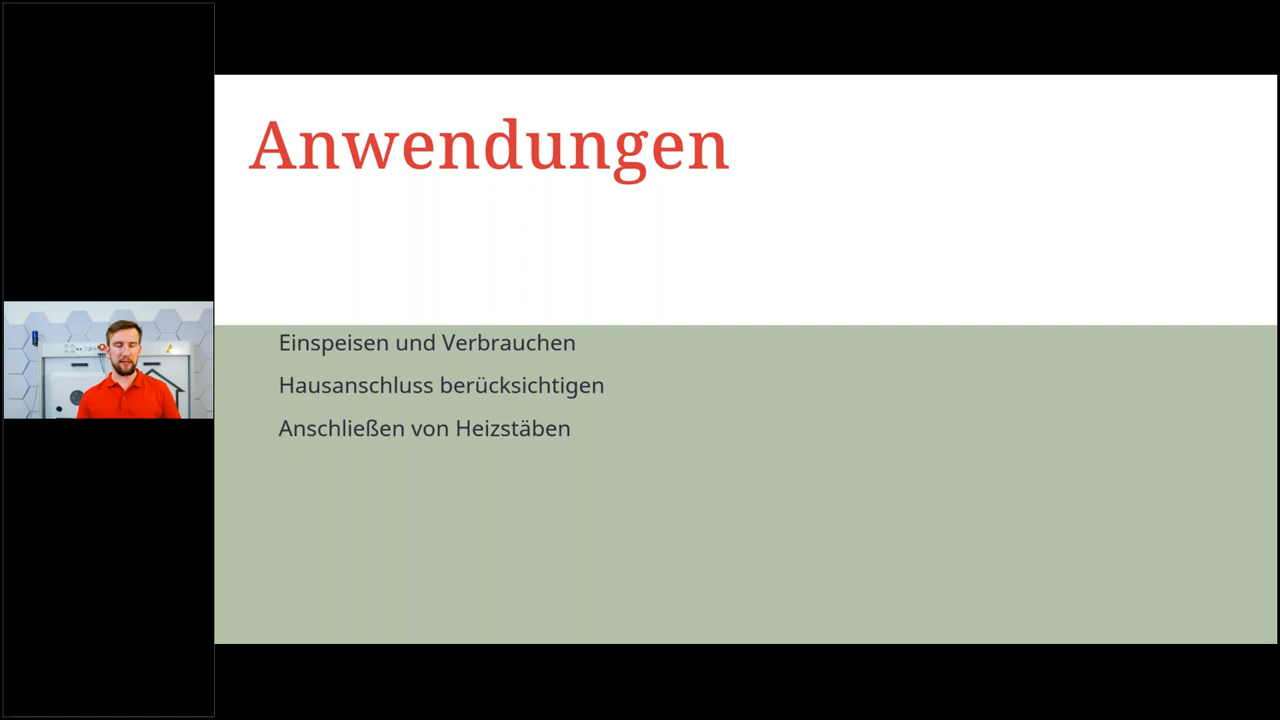 Anwendungen
Einspeisen und Verbrauchen
Hausanschluss berücksichtigen
Anschließen von Heizstäben